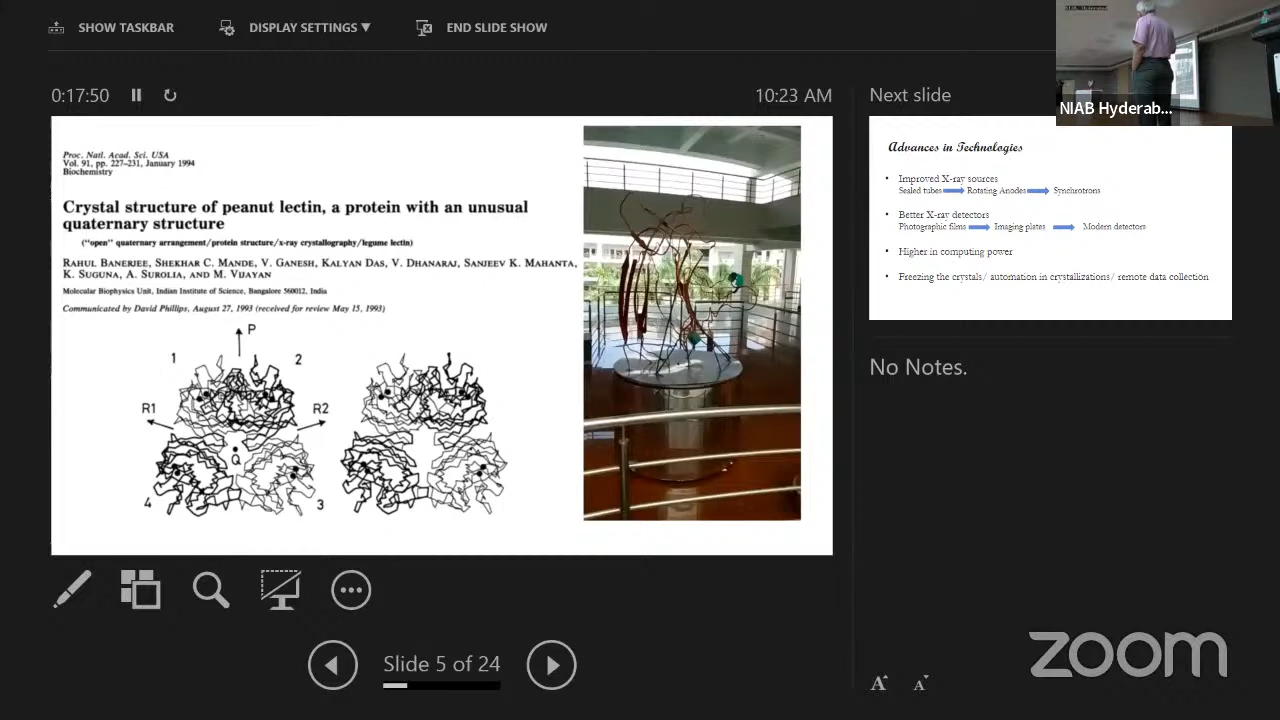 SHOW TASKBAR
DISPLAY SETTINGS ▼
END SLIDE SHOW
NIAB Hyderab...
0:17:50
10:23 AM
Proc. Natl. Acad. Sci. USA
Vol. 91, pp. 227-231, January 1994
Biochemistry
Crystal structure of peanut lectin, a protein with an unusual
quaternary structure
("open" quaternary arrangement/protein structure/x-ray crystallography/legume lectin)
RAHUL BANERJEE, SHEKHAR C. MANDE, V. GANESH, KALYAN DAS, V. DHANARAJ, SANJEEV K. MAHANTA,
K. SUGUNA, A. SUROLIA, AND M. VIJAYAN
Molecular Biophysics Unit, Indian Institute of Science, Bangalore 560012, India
Communicated by David Phillips, August 27, 1993 (received for review May 15, 1993)
P
1
2
R1
R2
Q
4
3
Next slide
Advances in Technologies
• Improved X-ray sources
Sealed tubes Rotating Anodes Synchrotrons
• Better X-ray detectors
Photographic films Imaging plates Modern detectors
• Higher in computing power
• Freezing the crystals/ automation in crystallizations/ remote data collection
No Notes.
Slide 5 of 24
A A
zoom